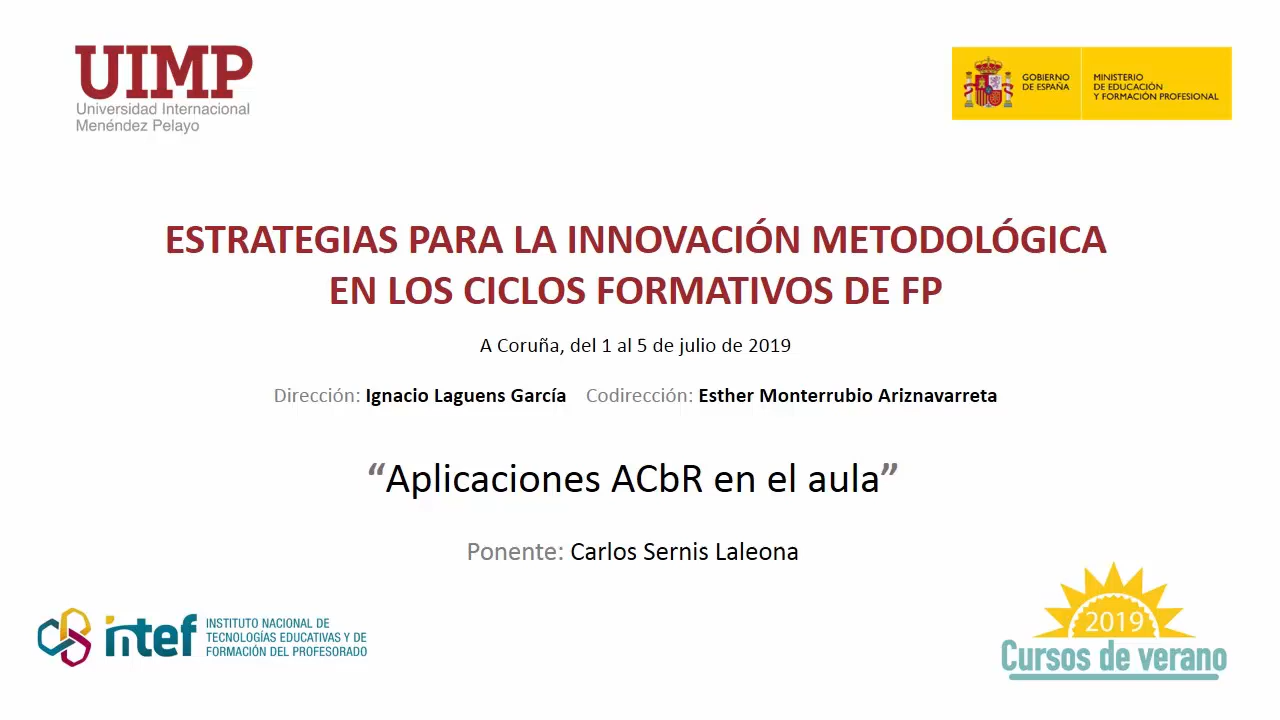 UIMP
Universidad Internacional
Menéndez Pelayo
GOBIERNO
DE ESPAÑA
MINISTERIO
DE EDUCACIÓN
Y FORMACIÓN PROFESIONAL
ESTRATEGIAS PARA LA INNOVACIÓN METODOLÓGICA
EN LOS CICLOS FORMATIVOS DE FP
A Coruña, del 1 al 5 de julio de 2019
Dirección: Ignacio Laguens García Codirección: Esther Monterrubio Ariznavarreta
“Aplicaciones ACbR en el aula”
Ponente: Carlos Sernis Laleona
intef
INSTITUTO NACIONAL DE
TECNOLOGÍAS EDUCATIVAS Y DE
FORMACIÓN DEL PROFESORADO
2019
Cursos de verano